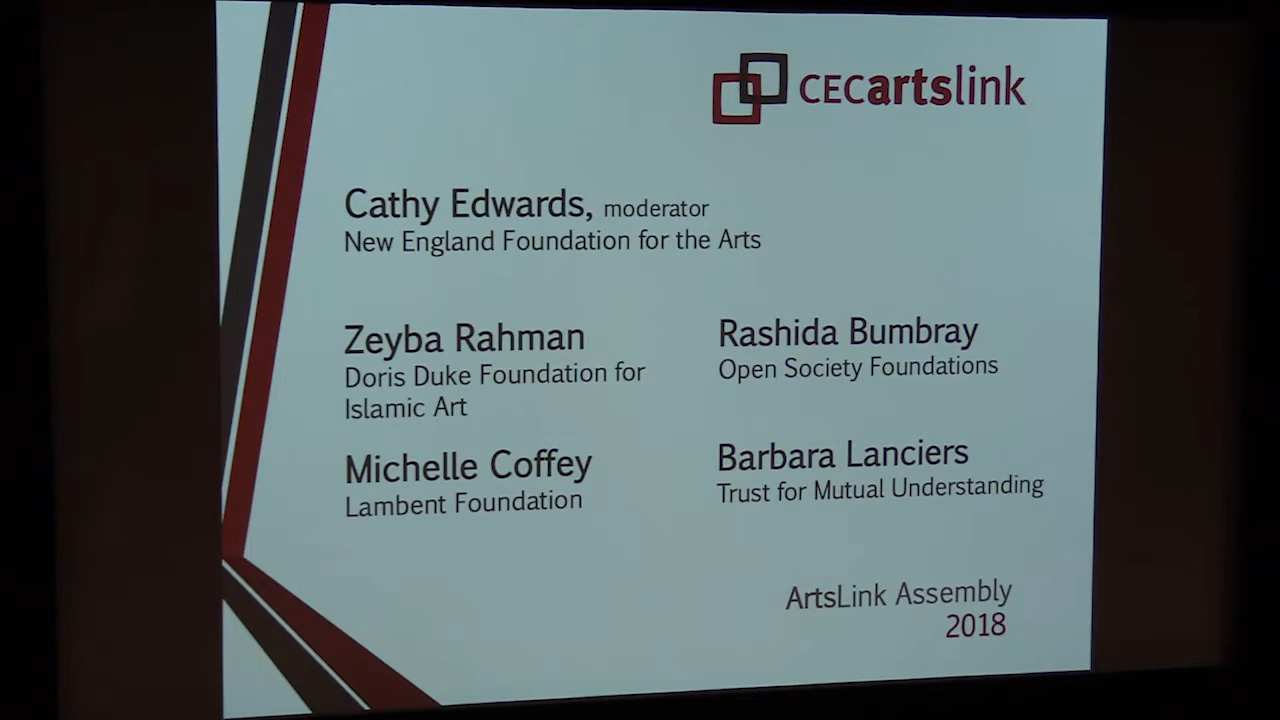 CECartslink
Cathy Edwards, moderator
New England Foundation for the Arts
Zeyba Rahman
Doris Duke Foundation for
Islamic Art
Rashida Bumbray
Open Society Foundations
Michelle Coffey
Lambent Foundation
Barbara Lanciers
Trust for Mutual Understanding
ArtsLink Assembly
2018